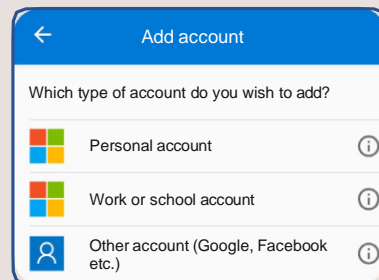 Add account
Which type of account do you wish to add?
Personal account
Work or school account
Other account (Google, Facebook
etc.)